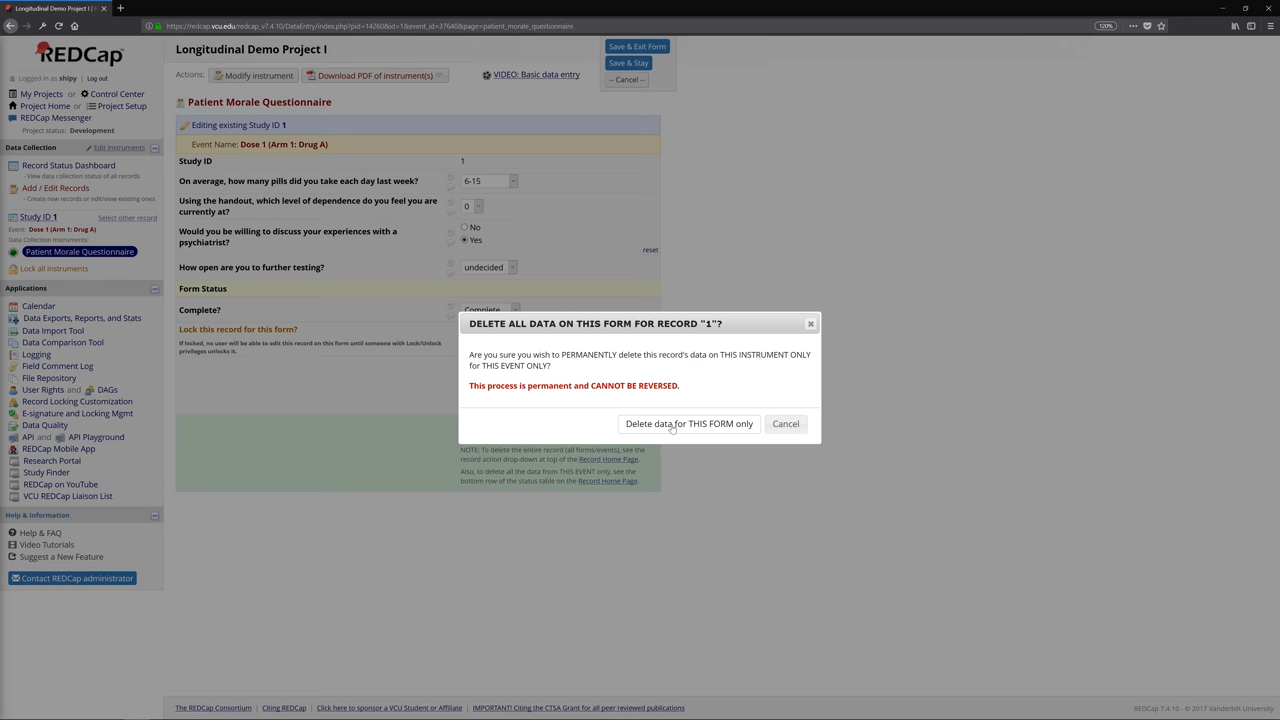 Longitudinal Demo Project I | R
https://redcap.vcu.edu/redcap_v7.4.10/DataEntry/index.php?pid=14260&id=1&event_id=37640&page=patient_morale_questionnaire
120%
REDCap
Logged in as shipy | Log out
My Projects or Control Center
Project Home or Project Setup
REDCap Messenger
Project status: Development
Data Collection
Edit instruments
Record Status Dashboard
- View data collection status of all records
Add / Edit Records
- Create new records or edit/view existing ones
Study ID 1
Select other record
Event: Dose 1 (Arm 1: Drug A)
Data Collection Instruments:
Patient Morale Questionnaire
Lock all instruments
Applications
Calendar
Data Exports, Reports, and Stats
Data Import Tool
Data Comparison Tool
Logging
Field Comment Log
File Repository
User Rights and DAGs
Record Locking Customization
E-signature and Locking Mgmt
Data Quality
API and API Playground
REDCap Mobile App
Research Portal
Study Finder
REDCap on YouTube
VCU REDCap Liaison List
Help & Information
Help & FAQ
Video Tutorials
Suggest a New Feature
Contact REDCap administrator
Longitudinal Demo Project I
Actions:
Modify instrument
Download PDF of instrument(s)
VIDEO: Basic data entry
Save & Exit Form
Save & Stay
-- Cancel --
Patient Morale Questionnaire
Editing existing Study ID 1
Event Name: Dose 1 (Arm 1: Drug A)
Study ID
1
On average, how many pills did you take each day last week?
6-15
Using the handout, which level of dependence do you feel you are
currently at?
0
Would you be willing to discuss your experiences with a
psychiatrist?
No
Yes
reset
How open are you to further testing?
undecided
Form Status
Complete?
Complete
Lock this record for this form?
If locked, no user will be able to edit this record on this form until someone with Lock/Unlock
privileges unlocks it.
DELETE ALL DATA ON THIS FORM FOR RECORD "1"?
Are you sure you wish to PERMANENTLY delete this record's data on THIS INSTRUMENT ONLY
for THIS EVENT ONLY?
This process is permanent and CANNOT BE REVERSED.
Delete data for THIS FORM only
Cancel
NOTE: To delete the entire record (all forms/events), see the
record action drop-down at top of the Record Home Page.
Also, to delete all the data from THIS EVENT only, see the
bottom row of the status table on the Record Home Page.
The REDCap Consortium | Citing REDCap | Click here to sponsor a VCU Student or Affiliate | IMPORTANT! Citing the CTSA Grant for all peer reviewed publications
REDCap 7.4.10 - © 2017 Vanderbilt University